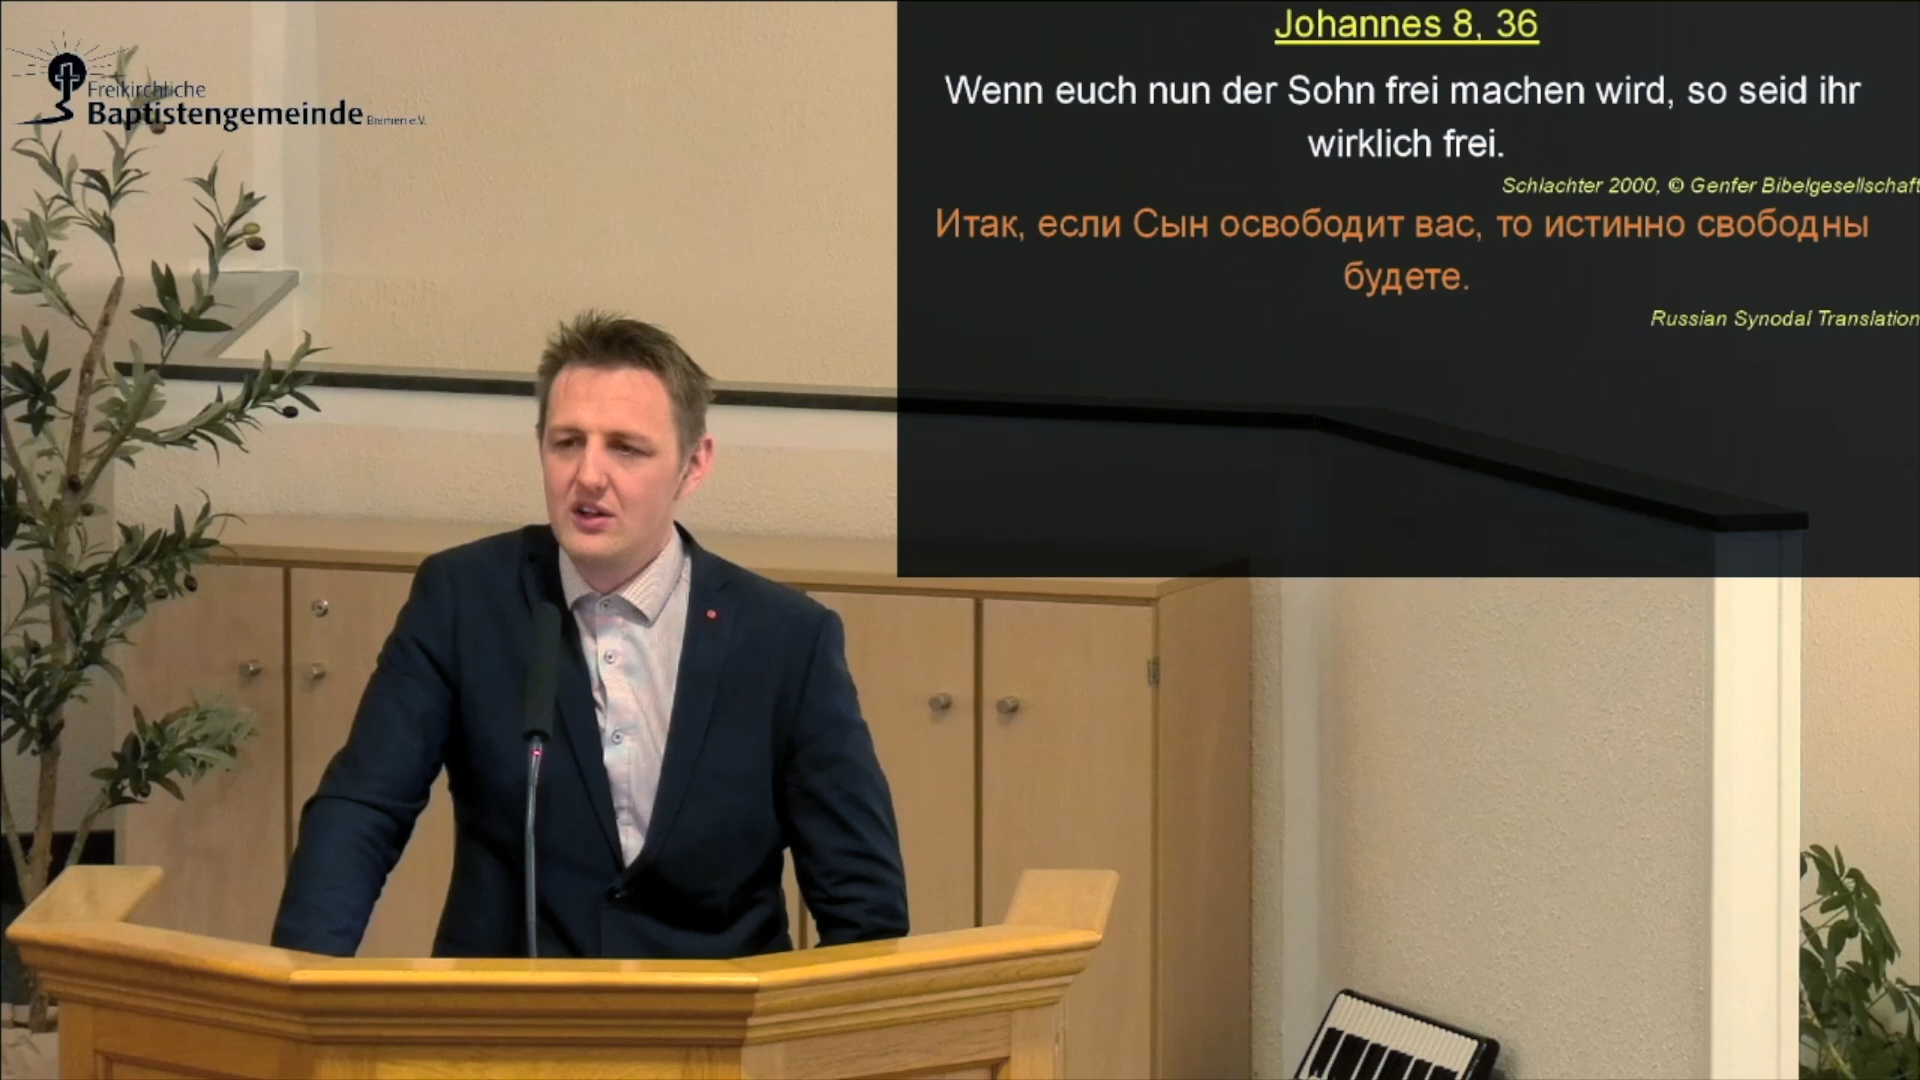 Freikirchliche
Baptistengemeinde Bremen e.V.
Johannes 8, 36
Wenn euch nun der Sohn frei machen wird, so seid ihr
wirklich frei.
Schlachter 2000, © Genfer Bibelgesellschaft
Итак, если Сын освободит вас, то истинно свободны
будете.
Russian Synodal Translation